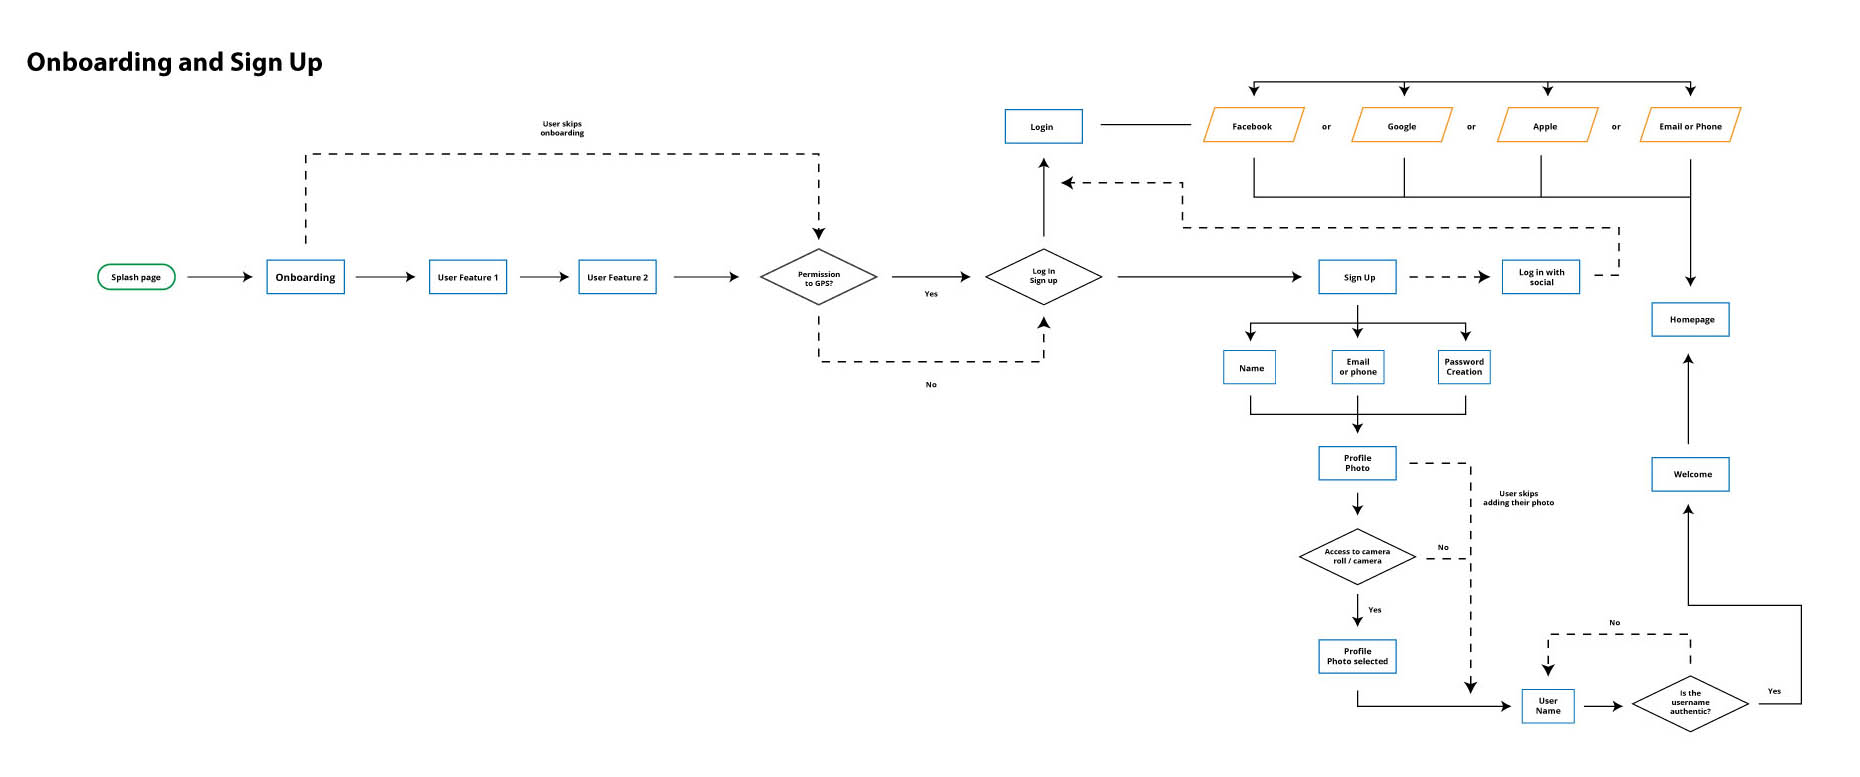 Onboarding and Sign Up
User skips
onboarding
Login
Facebook
or
Google
or
Apple
or
Email or Phone
Splash page
Onboarding
User Feature 1
User Feature 2
Permission
to GPS?
Yes
No
Log In
Sign up
Sign Up
Log in with
social
Homepage
Name
Email
or phone
Password
Creation
Profile
Photo
User skips
adding their photo
Welcome
Access to camera
roll / camera
No
Yes
Profile
Photo selected
User
Name
No
Is the
username
authentic?
Yes